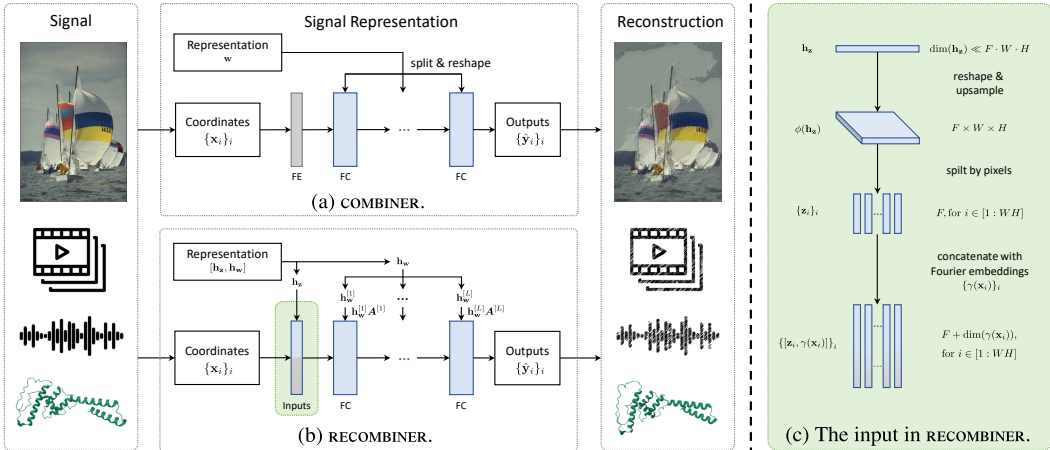 Signal
Signal Representation
Reconstruction
Representation
w
split & reshape
Coordinates
{x_i}_i
...
Outputs
{ŷ_i}_i
FE
FC
FC
(a) COMBINER.
Representation
[h_z, h_w]
h_w
h_z
h_w^[1]
...
h_w^[L]
h_w^[1] A^[1]
h_w^[L] A^[L]
Coordinates
{x_i}_i
...
Outputs
{ŷ_i}_i
Inputs
FC
FC
(b) RECOMBINER.
h_z
dim(h_z) ≪ F · W · H
reshape &
upsample
ϕ(h_z)
F × W × H
spilt by pixels
{z_i}_i
...
F, for i ∈ [1 : WH]
concatenate with
Fourier embeddings
{γ(x_i)}_i
...
{[z_i, γ(x_i)]}_i
F + dim(γ(x_i)),
for i ∈ [1 : WH]
...
(c) The input in RECOMBINER.